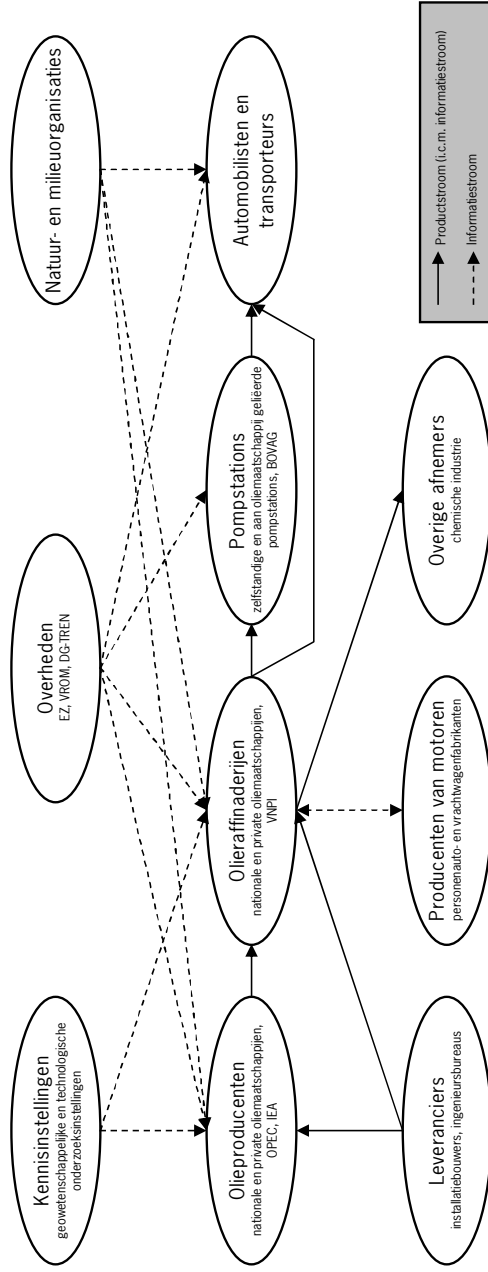 Kennisinstellingen
geowetenschappelijke en technologische
onderzoeksinstellingen
Overheden
EZ, VROM, DG-TREN
Natuur- en milieuorganisaties
Olieproducenten
nationale en private oliemaatschappijen,
OPEC, IEA
Olieraffinaderijen
nationale en private oliemaatschappijen,
VNPI
Pompstations
zelfstandige en aan oliemaatschappij geliëerde
pompstations, BOVAG
Automobilisten en
transporteurs
Leveranciers
installatiebouwers, ingenieursbureaus
Producenten van motoren
personenauto- en vrachtwagenfabrikanten
Overige afnemers
chemische industrie
Productstroom (i.c.m. informatiestroom)
Informatiestroom